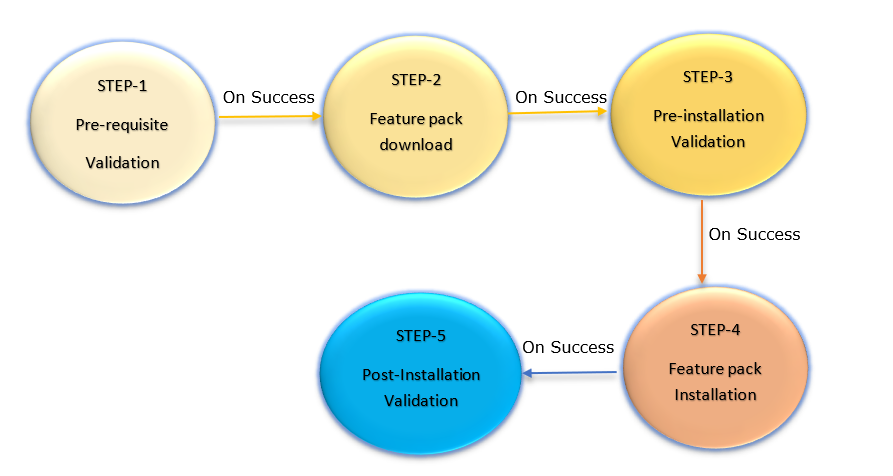 STEP-1
Pre-requisite
Validation
On Success
STEP-2
Feature pack
download
On Success
STEP-3
Pre-installation
Validation
On Success
STEP-4
Feature pack
Installation
On Success
STEP-5
Post-Installation
Validation